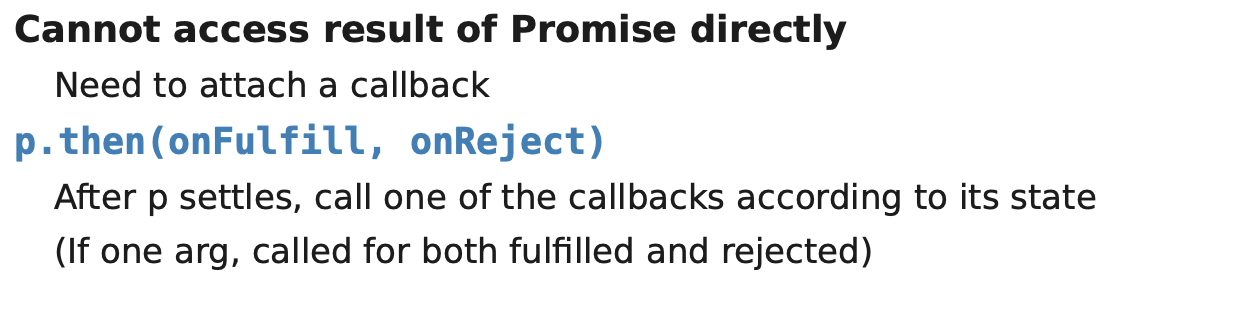 Cannot access result of Promise directly
Need to attach a callback
p.then(onFulfill, onReject)
After p settles, call one of the callbacks according to its state
(If one arg, called for both fulfilled and rejected)